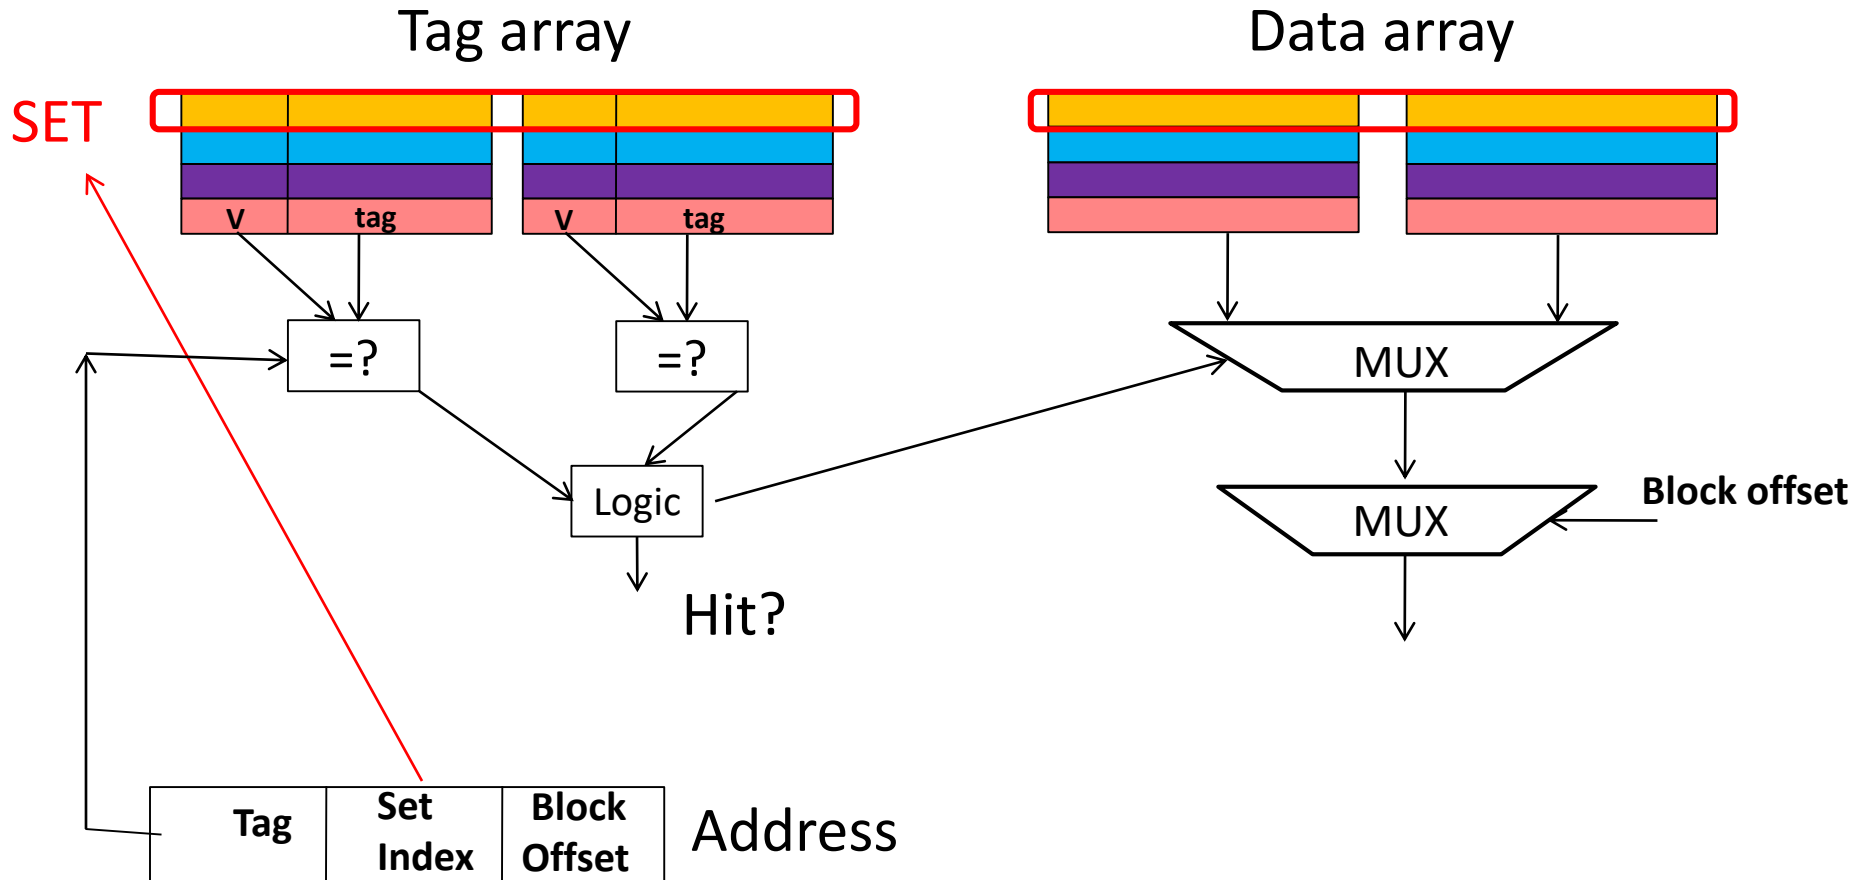 Tag array
Data array
SET
V
tag
V
tag
=?
=?
MUX
Logic
MUX
Block offset
Hit?
Tag
Set
Index
Block
Offset
Address